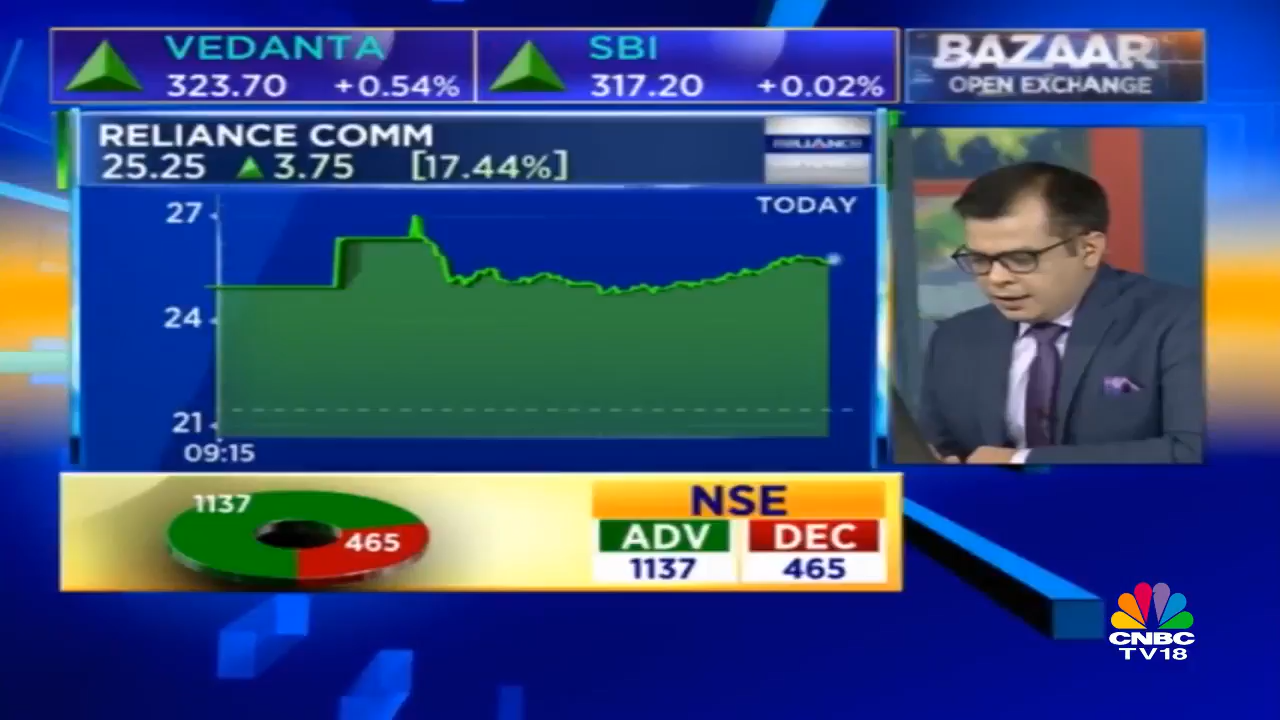 VEDANTA
323.70 +0.54%
SBI
317.20 +0.02%
BAZAAR
OPEN EXCHANGE
RELIANCE COMM
25.25 3.75 [17.44%]
RELIANCE
TODAY
27
24
21
09:15
1137
465
NSE
ADV DEC
1137 465
CNBC
TV18